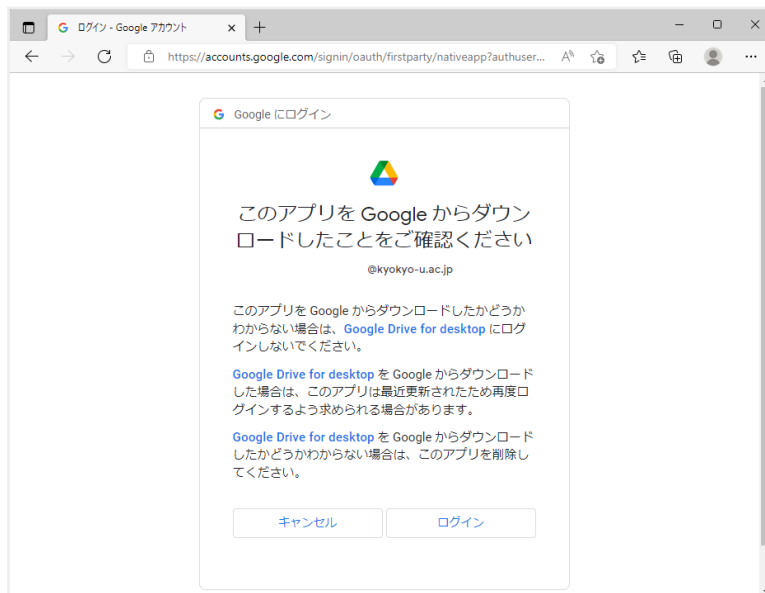 ログイン - Google アカウント
https://accounts.google.com/signin/oauth/firstparty/nativeapp?authuser...
Google にログイン
このアプリを Google からダウン
ロードしたことをご確認ください
@kyokyo-u.ac.jp
このアプリを Google からダウンロードしたかどうか
わからない場合は、Google Drive for desktop にログ
インしないでください。
Google Drive for desktop を Google からダウンロード
した場合は、このアプリは最近更新されたため再度ロ
グインするよう求められる場合があります。
Google Drive for desktop を Google からダウンロード
したかどうかわからない場合は、このアプリを削除し
てください。
キャンセル
ログイン